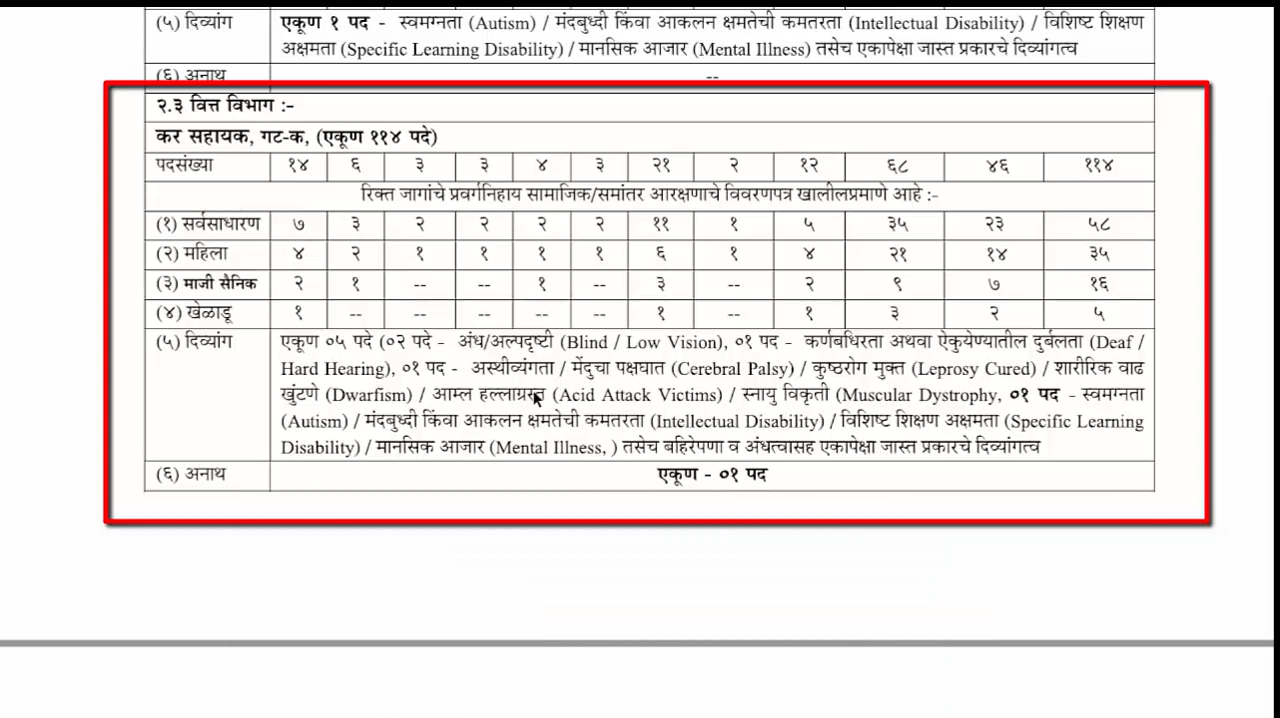 (५) दिव्यांग एकूण १ पद - स्वमग्नता (Autism) / मंदबुध्दी किंवा आकलन क्षमतेची कमतरता (Intellectual Disability) / विशिष्ट शिक्षण
अक्षमता (Specific Learning Disability) / मानसिक आजार (Mental Illness) तसेच एकापेक्षा जास्त प्रकारचे दिव्यांगत्व
(६) अनाथ --
२.३ वित्त विभाग :-
कर सहायक, गट-क, (एकूण ११४ पदे)
पदसंख्या १४ ६ ३ ३ ४ ३ २१ २ १२ ६८ ४६ ११४
रिक्त जागांचे प्रवर्गनिहाय सामाजिक/समांतर आरक्षणाचे विवरणपत्र खालीलप्रमाणे आहे :-
(१) सर्वसाधारण ७ ३ २ २ २ २ ११ १ ५ ३५ २३ ५८
(२) महिला ४ २ १ १ १ १ ६ १ ४ २१ १४ ३५
(३) माजी सैनिक २ १ -- -- १ -- ३ -- २ ९ ७ १६
(४) खेळाडू १ -- -- -- -- -- १ -- १ ३ २ ५
(५) दिव्यांग एकूण ०५ पदे (०२ पदे - अंध/अल्पदृष्टी (Blind / Low Vision), ०१ पद - कर्णबधिरता अथवा ऐकुयेण्यातील दुर्बलता (Deaf /
Hard Hearing), ०१ पद - अस्थीव्यंगता / मेंदुचा पक्षघात (Cerebral Palsy) / कुष्ठरोग मुक्त (Leprosy Cured) / शारीरिक वाढ
खुंटणे (Dwarfism) / आम्ल हल्लाग्रस्त (Acid Attack Victims) / स्नायु विकृती (Muscular Dystrophy, ०१ पद - स्वमग्नता
(Autism) / मंदबुध्दी किंवा आकलन क्षमतेची कमतरता (Intellectual Disability) / विशिष्ट शिक्षण अक्षमता (Specific Learning
Disability) / मानसिक आजार (Mental Illness, ) तसेच बहिरेपणा व अंधत्वासह एकापेक्षा जास्त प्रकारचे दिव्यांगत्व
(६) अनाथ एकूण - ०१ पद